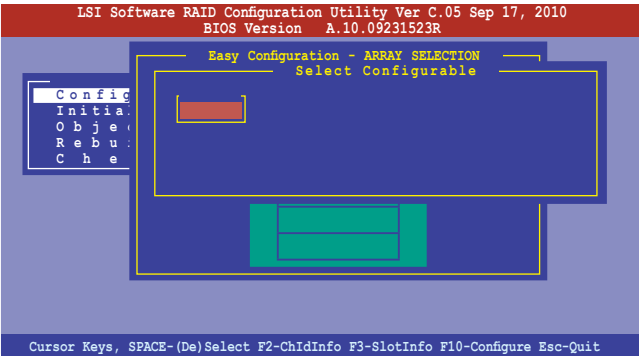 LSI Software RAID Configuration Utility Ver C.05 Sep 17, 2010
BIOS Version A.10.09231523R
Easy Configuration - ARRAY SELECTION
Select Configurable
Config
Initia
Obje
Rebu
Che
Cursor Keys, SPACE-(De)Select F2-ChIdInfo F3-SlotInfo F10-Configure Esc-Quit